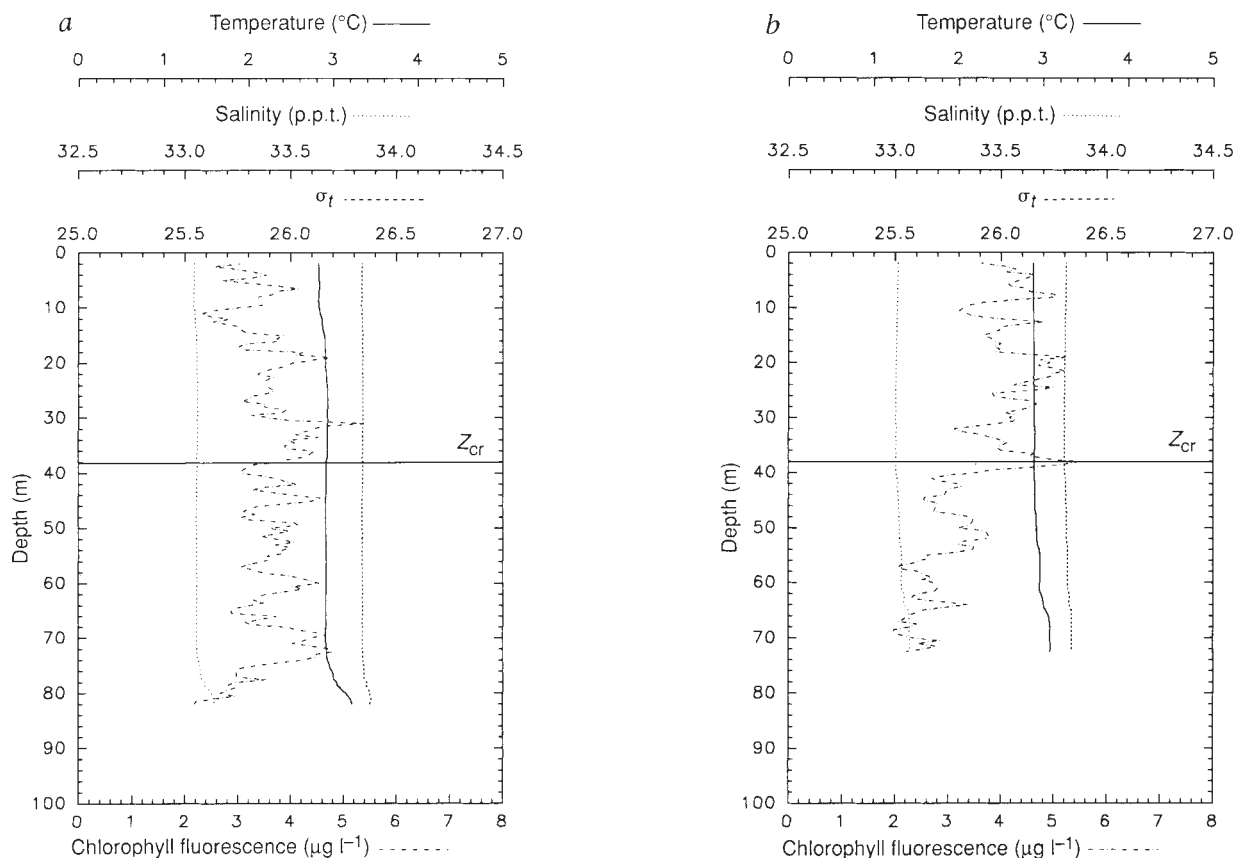 a
Temperature (°C)
0 1 2 3 4 5
Salinity (p.p.t.)
32.5 33.0 33.5 34.0 34.5
σt
25.0 25.5 26.0 26.5 27.0
0
10
20
30
40
50
60
70
80
90
100
Depth (m)
Zcr
0 1 2 3 4 5 6 7 8
Chlorophyll fluorescence (μg l–1)
b
Temperature (°C)
0 1 2 3 4 5
Salinity (p.p.t.)
32.5 33.0 33.5 34.0 34.5
σt
25.0 25.5 26.0 26.5 27.0
0
10
20
30
40
50
60
70
80
90
100
Depth (m)
Zcr
0 1 2 3 4 5 6 7 8
Chlorophyll fluorescence (μg l–1)